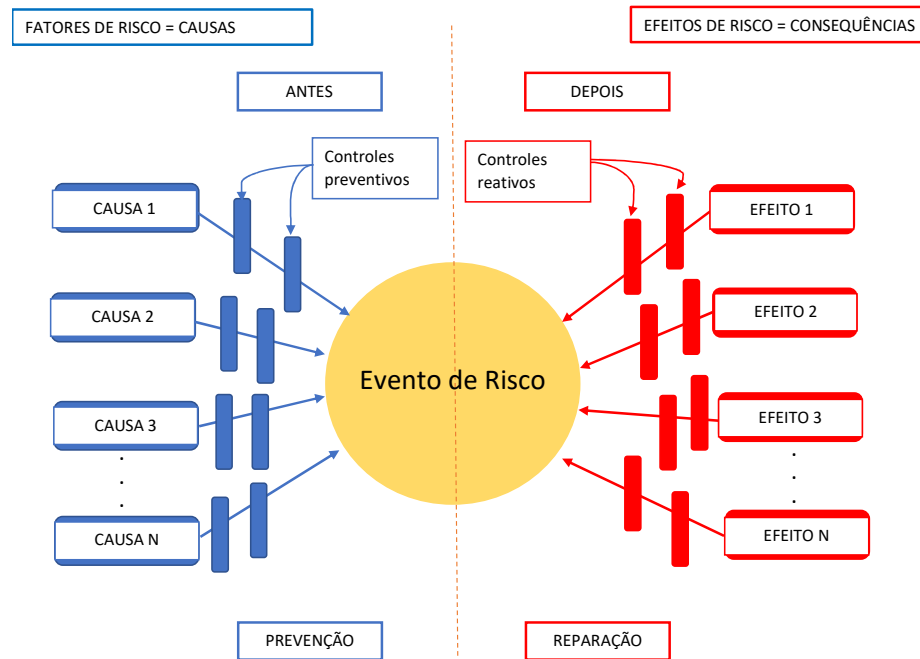 FATORES DE RISCO = CAUSAS
EFEITOS DE RISCO = CONSEQUÊNCIAS
ANTES
DEPOIS
Controles
preventivos
Controles
reativos
CAUSA 1
EFEITO 1
CAUSA 2
EFEITO 2
Evento de Risco
CAUSA 3
EFEITO 3
.
.
.
.
.
.
CAUSA N
EFEITO N
PREVENÇÃO
REPARAÇÃO